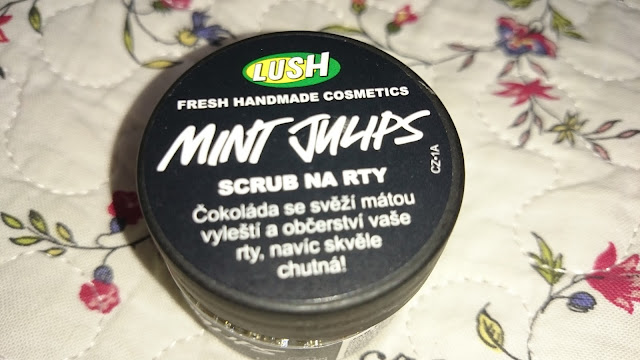 LUSH
FRESH HANDMADE COSMETICS
MINT JULIPS
SCRUB NA RTY
Čokoláda se svěží mátou
vyleští a občerství vaše
rty, navíc skvěle
chutná!
CZ-1A